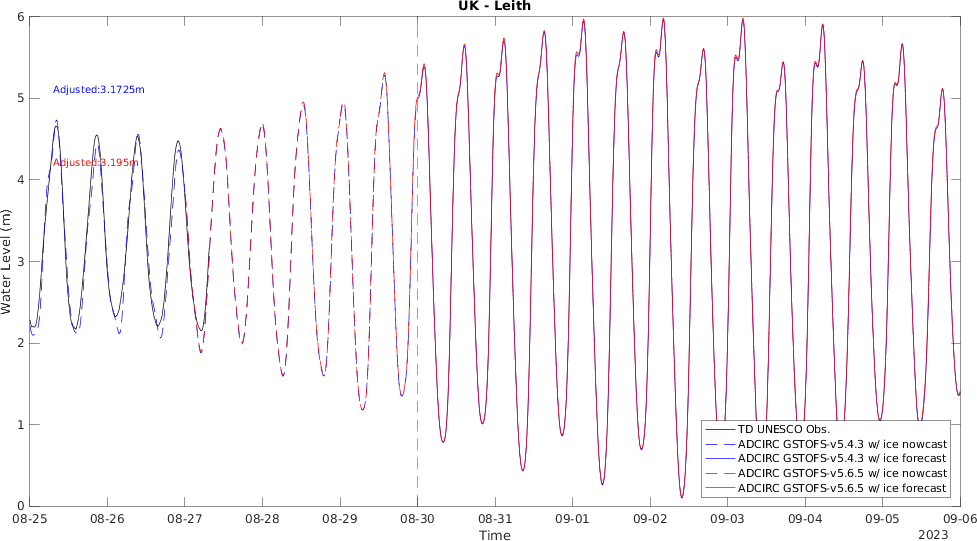 UK - Leith
6
5
4
3
2
1
0
Water Level (m)
Adjusted:3.1725m
Adjusted:3.195m
TD UNESCO Obs.
ADCIRC GSTOFS-v5.4.3 w/ ice nowcast
ADCIRC GSTOFS-v5.4.3 w/ ice forecast
ADCIRC GSTOFS-v5.6.5 w/ ice nowcast
ADCIRC GSTOFS-v5.6.5 w/ ice forecast
08-25 08-26 08-27 08-28 08-29 08-30 08-31 09-01 09-02 09-03 09-04 09-05 09-06
Time
2023